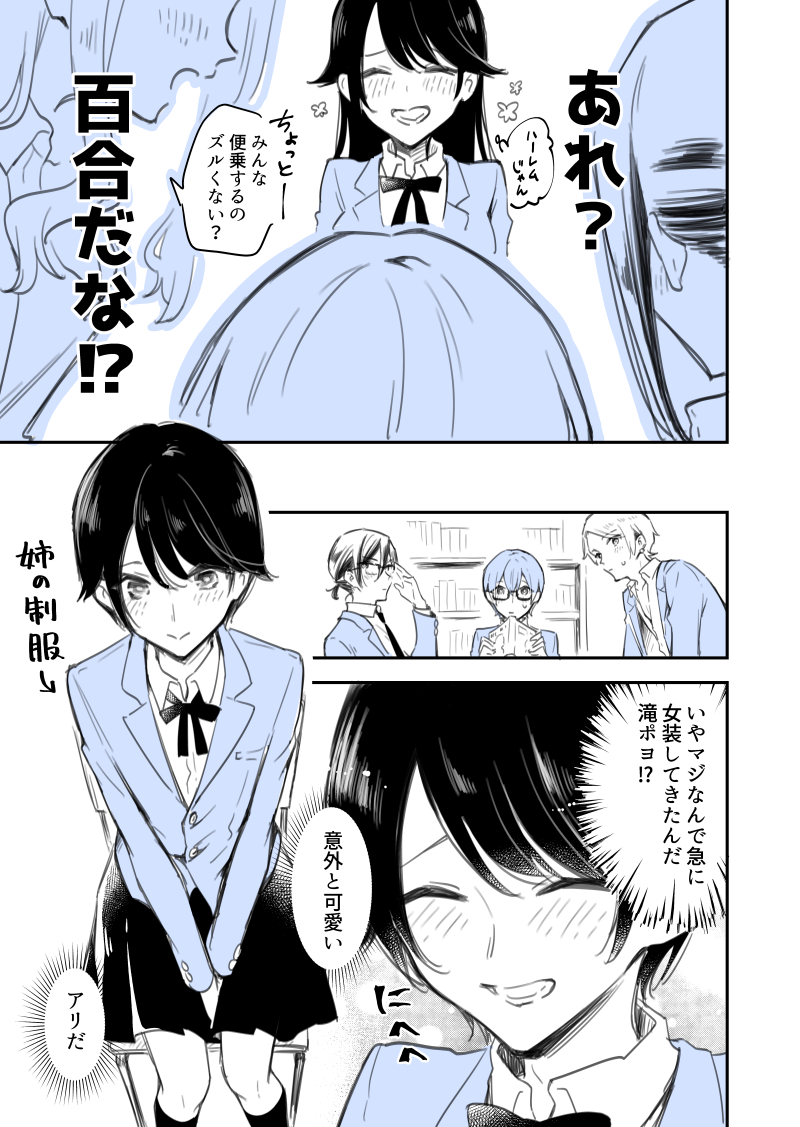 あれ？
百合だな!?
ハーレム
じゃん
ちょっとー
みんな
便乗するの
ズルくない？
姉の制服
いやマジなんで急に
女装してきたんだ
滝ポヨ!?
意外と可愛い
にへへ
アリだ